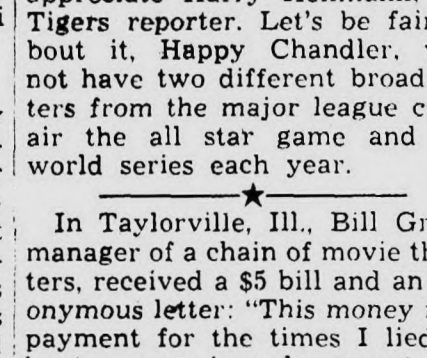 Tigers reporter. Let's be fair
bout it, Happy Chandler.
not have two different broad
ters from the major league c
air the all star game and
world series each year.
In Taylorville, Ill., Bill Gr
manager of a chain of movie th
ters, received a $5 bill and an
onymous letter: "This money
payment for the times I lied